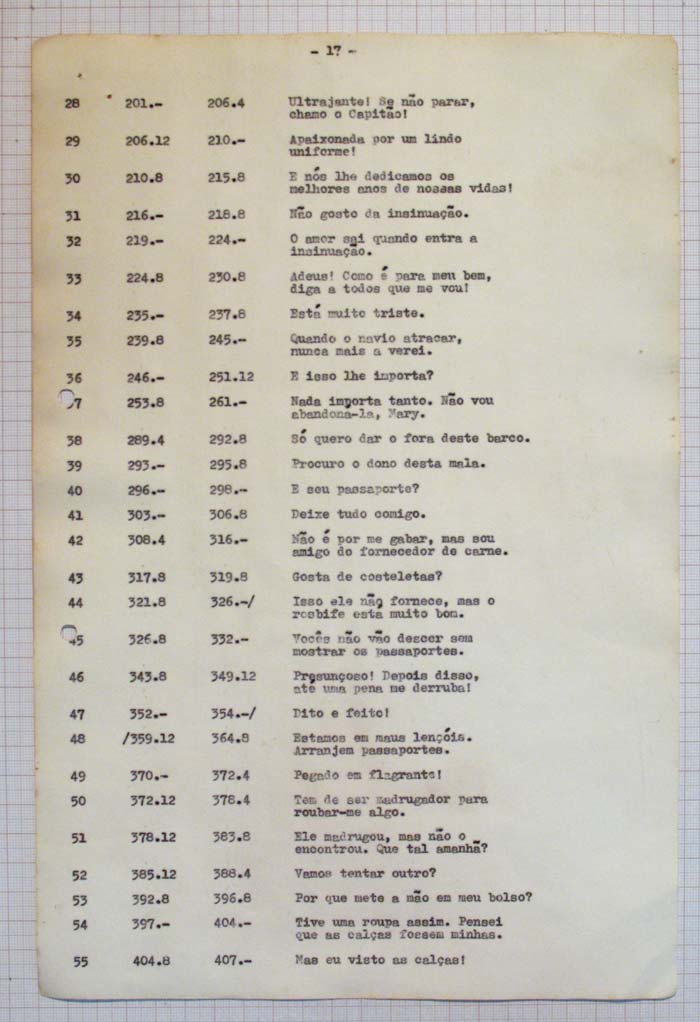 - 17 -
28 201.- 206.4 Ultrajante! Se não parar,
chamo o Capitão!
29 206.12 210.- Apaixonada por um lindo
uniforme!
30 210.8 215.8 E nós lhe dedicamos os
melhores anos de nossas vidas!
31 216.- 218.8 Não gosto da insinuação.
32 219.- 224.- O amor sai quando entra a
insinuação.
33 224.8 230.8 Adeus! Como é para meu bem,
diga a todos que me vou!
34 235.- 237.8 Está muito triste.
35 239.8 245.- Quando o navio atracar,
nunca mais a verei.
36 246.- 251.12 E isso lhe importa?
37 253.8 261.- Nada importa tanto. Não vou
abandona-la, Mary.
38 289.4 292.8 Só quero dar o fora deste barco.
39 293.- 295.8 Procuro o dono desta mala.
40 296.- 298.- E seu passaporte?
41 303.- 306.8 Deixe tudo comigo.
42 308.4 316.- Não é por me gabar, mas sou
amigo do fornecedor de carne.
43 317.8 319.8 Gosta de costeletas?
44 321.8 326.-/ Isso ele não fornece, mas o
rosbife está muito bom.
45 326.8 332.- Vocês não vão descer sem
mostrar os passaportes.
46 343.8 349.12 Presunçoso! Depois disso,
até uma pena me derruba!
47 352.- 354.-/ Dito e feito!
48 /359.12 364.8 Estamos em maus lençóis.
Arranjem passaportes.
49 370.- 372.4 Pegado em flagrante!
50 372.12 378.4 Tem de ser madrugador para
roubar-me algo.
51 378.12 383.8 Ele madrugou, mas não o
encontrou. Que tal amanhã?
52 385.12 388.4 Vamos tentar outro?
53 392.8 396.8 Por que mete a mão em meu bolso?
54 397.- 404.- Tive uma roupa assim. Pensei
que as calças fossem minhas.
55 404.8 407.- Mas eu visto as calças!